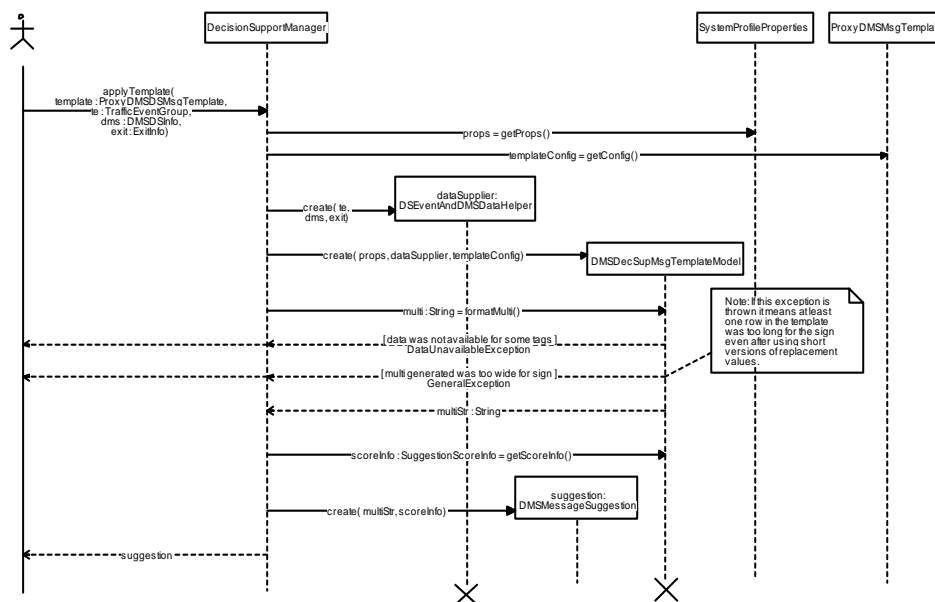 DecisionSupportManager
SystemProfileProperties
ProxyDMSMsgTemplat
applyTemplate(
template : ProxyDMSDSMsgTemplate,
te : TrafficEventGroup,
dms : DMSDSInfo,
exit : ExitInfo)
props = getProps()
templateConfig = getConfig()
dataSupplier:
DSEventAndDMSDataHelper
create( te,
dms, exit)
create( props, dataSupplier, templateConfig)
DMSDecSupMsgTemplateModel
Note: If this exception is
thrown it means at least
one row in the template
was too long for the sign
even after using short
versions of replacement
values.
multi : String = formatMulti()
[ data was not available for some tags ]
DataUnavailableException
[ multi generated was too wide for sign ]
GeneralException
multiStr : String
scoreInfo : SuggestionScoreInfo = getScoreInfo()
suggestion:
DMSMessageSuggestion
create( multiStr, scoreInfo)
suggestion